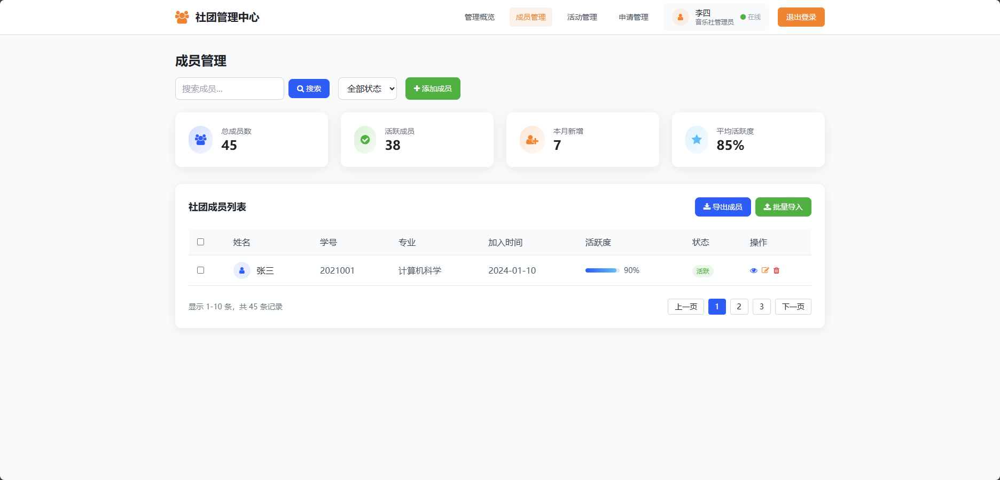 社团管理中心
管理概览
成员管理
活动管理
申请管理
李四
音乐社管理员
在线
退出登录
成员管理
搜索成员...
搜索
全部状态
添加成员
总成员数
45
活跃成员
38
本月新增
7
平均活跃度
85%
社团成员列表
导出成员
批量导入
姓名 学号 专业 加入时间 活跃度 状态 操作
张三 2021001 计算机科学 2024-01-10 90% 活跃
显示 1-10 条，共 45 条记录
上一页 1 2 3 下一页